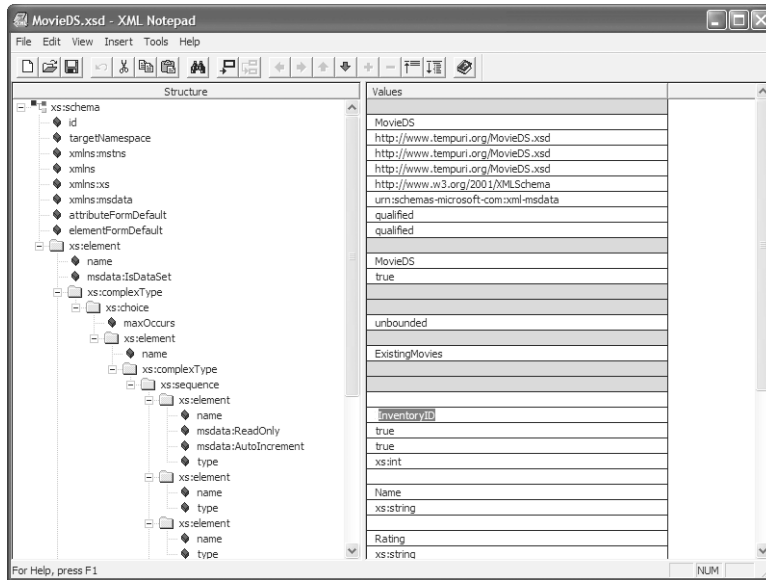 MovieDS.xsd - XML Notepad
File Edit View Insert Tools Help
Structure Values
xs:schema
id MovieDS
targetNamespace http://www.tempuri.org/MovieDS.xsd
xmlns:mstns http://www.tempuri.org/MovieDS.xsd
xmlns http://www.tempuri.org/MovieDS.xsd
xmlns:xs http://www.w3.org/2001/XMLSchema
xmlns:msdata urn:schemas-microsoft-com:xml-msdata
attributeFormDefault qualified
elementFormDefault qualified
xs:element
name MovieDS
msdata:IsDataSet true
xs:complexType
xs:choice
maxOccurs unbounded
xs:element
name ExistingMovies
xs:complexType
xs:sequence
xs:element
name InventoryID
msdata:ReadOnly true
msdata:AutoIncrement true
type xs:int
xs:element
name Name
type xs:string
xs:element
name Rating
type xs:string
For Help, press F1 NUM